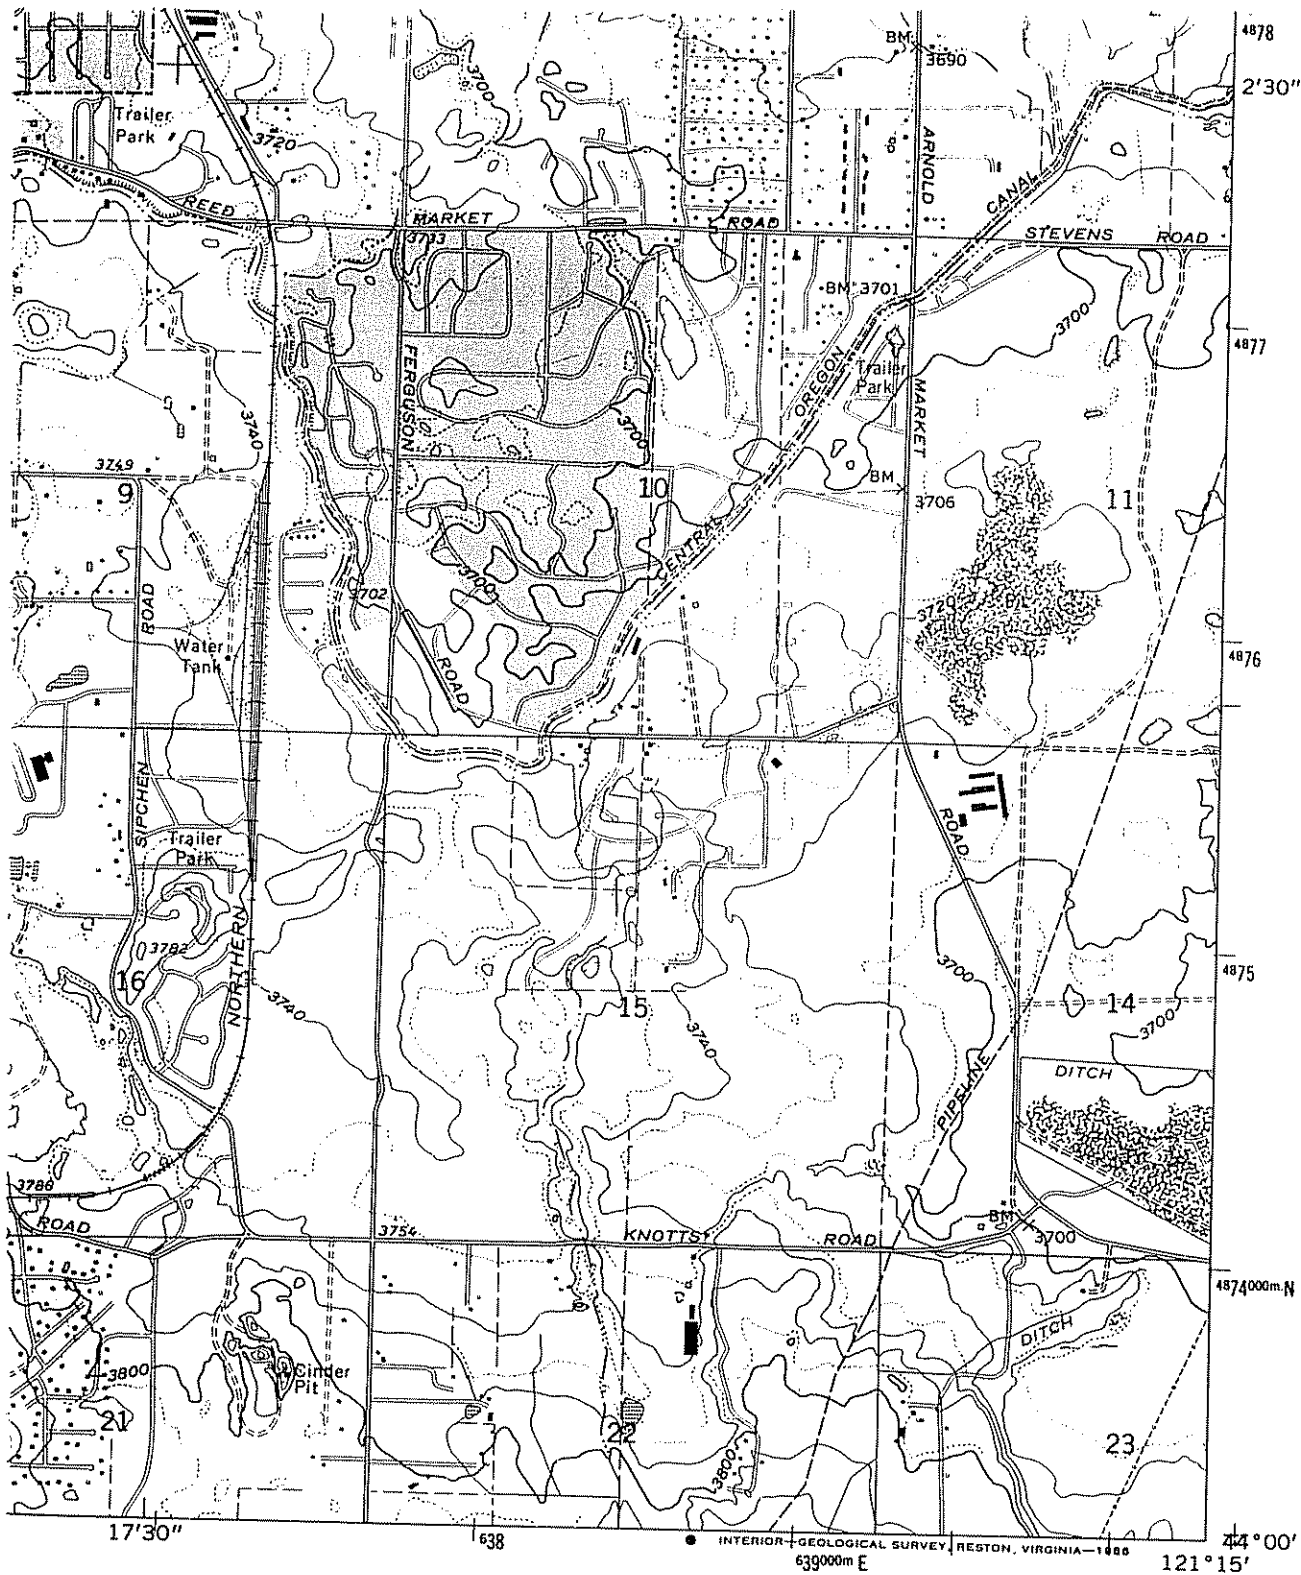 4878
BM
3690
3700
2'30"
Trailer
Park
3720
ARNOLD
CANAL
REED
MARKET
ROAD
STEVENS
ROAD
3733
BM 3701
3700
4877
FERGUSON
OREGON
Trailer
Park
MARKET
3740
3700
3749
9
10
BM
3706
11
CENTRAL
3700
3702
3720
ROAD
Water
Tank
ROAD
4876
SIPCHEN
Trailer
Park
ROAD
NORTHERN
3782
16
3700
4875
3740
15
3740
14
3700
DITCH
PIPELINE
3786
ROAD
3754
KNOTTS
ROAD
BM
3700
4874000m N
DITCH
3800
Cinder
Pit
21
22
3800
23
17'30"
638
INTERIOR—GEOLOGICAL SURVEY, RESTON, VIRGINIA—1986
639000m E
44°00'
121°15'